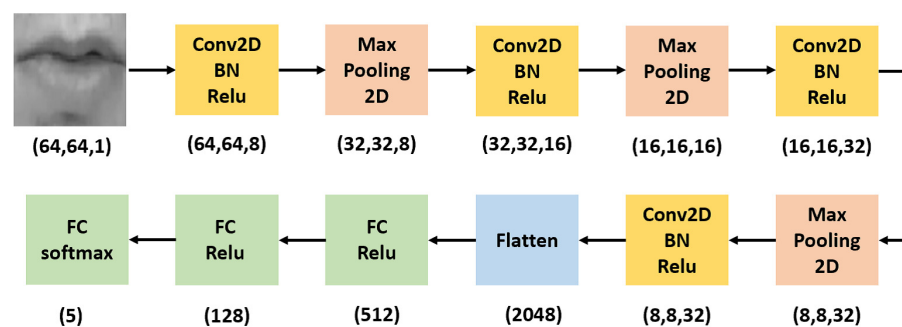 Conv2D
BN
Relu
Max
Pooling
2D
Conv2D
BN
Relu
Max
Pooling
2D
Conv2D
BN
Relu
(64,64,1)
(64,64,8)
(32,32,8)
(32,32,16)
(16,16,16)
(16,16,32)
FC
softmax
FC
Relu
FC
Relu
Flatten
Conv2D
BN
Relu
Max
Pooling
2D
(5)
(128)
(512)
(2048)
(8,8,32)
(8,8,32)